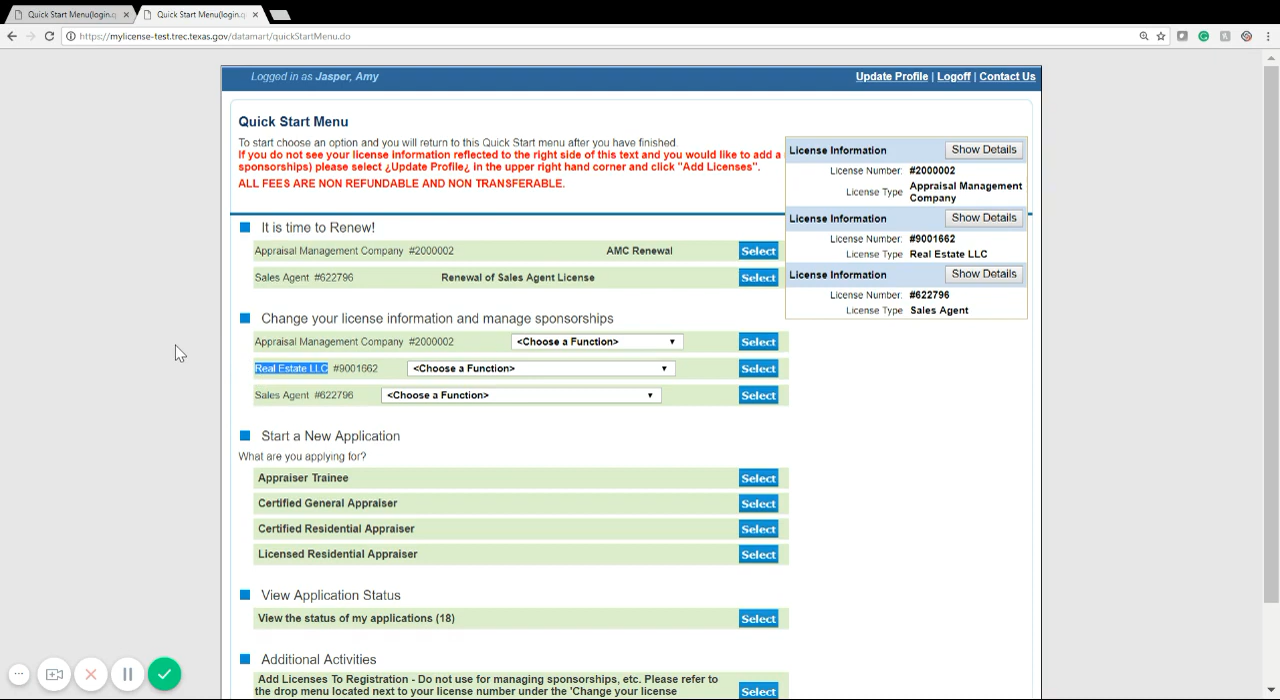 Quick Start Menu(login.q
Quick Start Menu(login.q
https://mylicense-test.trec.texas.gov/datamart/quickStartMenu.do
Logged in as Jasper, Amy
Update Profile | Logoff | Contact Us
Quick Start Menu
To start choose an option and you will return to this Quick Start menu after you have finished.
If you do not see your license information reflected to the right side of this text and you would like to add a
sponsorships) please select ¿Update Profile¿ in the upper right hand corner and click "Add Licenses".
ALL FEES ARE NON REFUNDABLE AND NON TRANSFERABLE.
License Information Show Details
License Number: #2000002
License Type Appraisal Management
Company
License Information Show Details
License Number: #9001662
License Type Real Estate LLC
License Information Show Details
License Number: #622796
License Type Sales Agent
It is time to Renew!
Appraisal Management Company #2000002 AMC Renewal Select
Sales Agent #622796 Renewal of Sales Agent License Select
Change your license information and manage sponsorships
Appraisal Management Company #2000002 <Choose a Function> Select
Real Estate LLC #9001662 <Choose a Function> Select
Sales Agent #622796 <Choose a Function> Select
Start a New Application
What are you applying for?
Appraiser Trainee Select
Certified General Appraiser Select
Certified Residential Appraiser Select
Licensed Residential Appraiser Select
View Application Status
View the status of my applications (18) Select
Additional Activities
Add Licenses To Registration - Do not use for managing sponsorships, etc. Please refer to
the drop menu located next to your license number under the 'Change your license Select